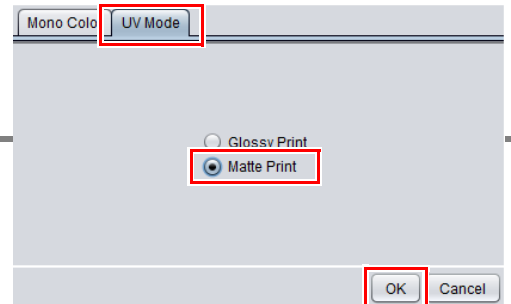 Mono Colo UV Mode
Glossy Print
Matte Print
OK Cancel